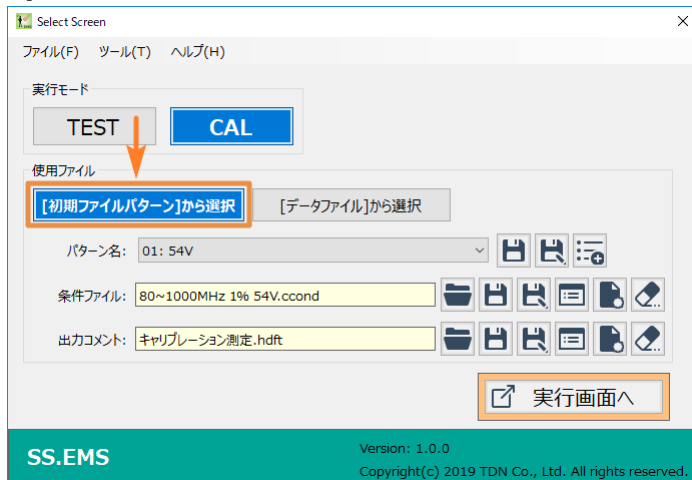 Select Screen
ファイル(F) ツール(T) ヘルプ(H)
実行モード
TEST CAL
使用ファイル
[初期ファイルパターン]から選択 [データファイル]から選択
パターン名: 01: 54V
条件ファイル: 80~1000MHz 1% 54V.ccond
出力コメント: キャリブレーション測定.hdft
実行画面へ
SS.EMS
Version: 1.0.0
Copyright(c) 2019 TDN Co., Ltd. All rights reserved.